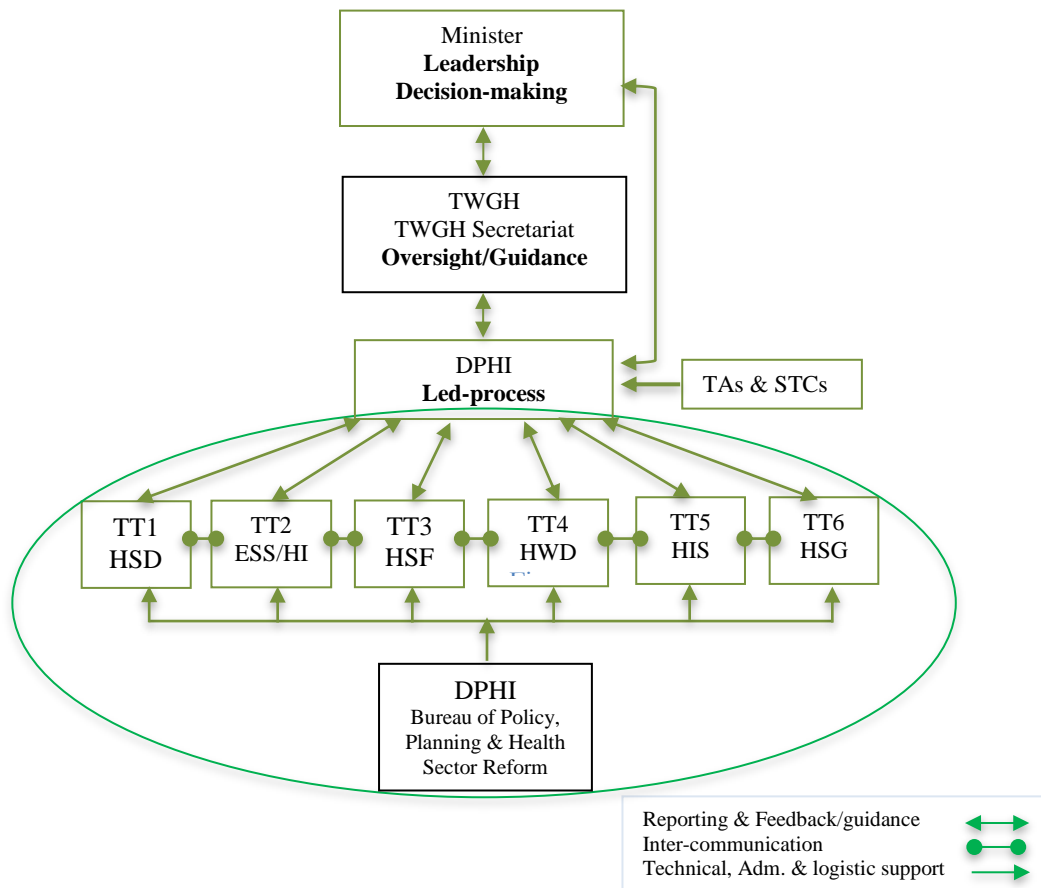 Minister
Leadership
Decision-making
TWGH
TWGH Secretariat
Oversight/Guidance
DPHI
Led-process
TAs & STCs
TT1
HSD
TT2
ESS/HI
TT3
HSF
TT4
HWD
TT5
HIS
TT6
HSG
DPHI
Bureau of Policy,
Planning & Health
Sector Reform
Reporting & Feedback/guidance
Inter-communication
Technical, Adm. & logistic support